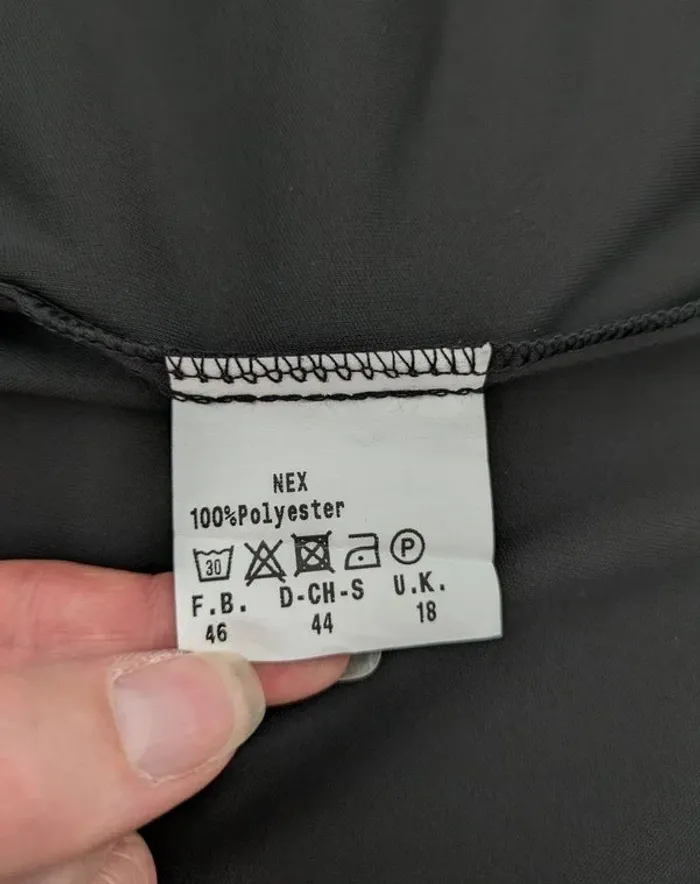 NEX
100%Polyester
30 P
F.B. D-CH-S U.K.
46 44 18